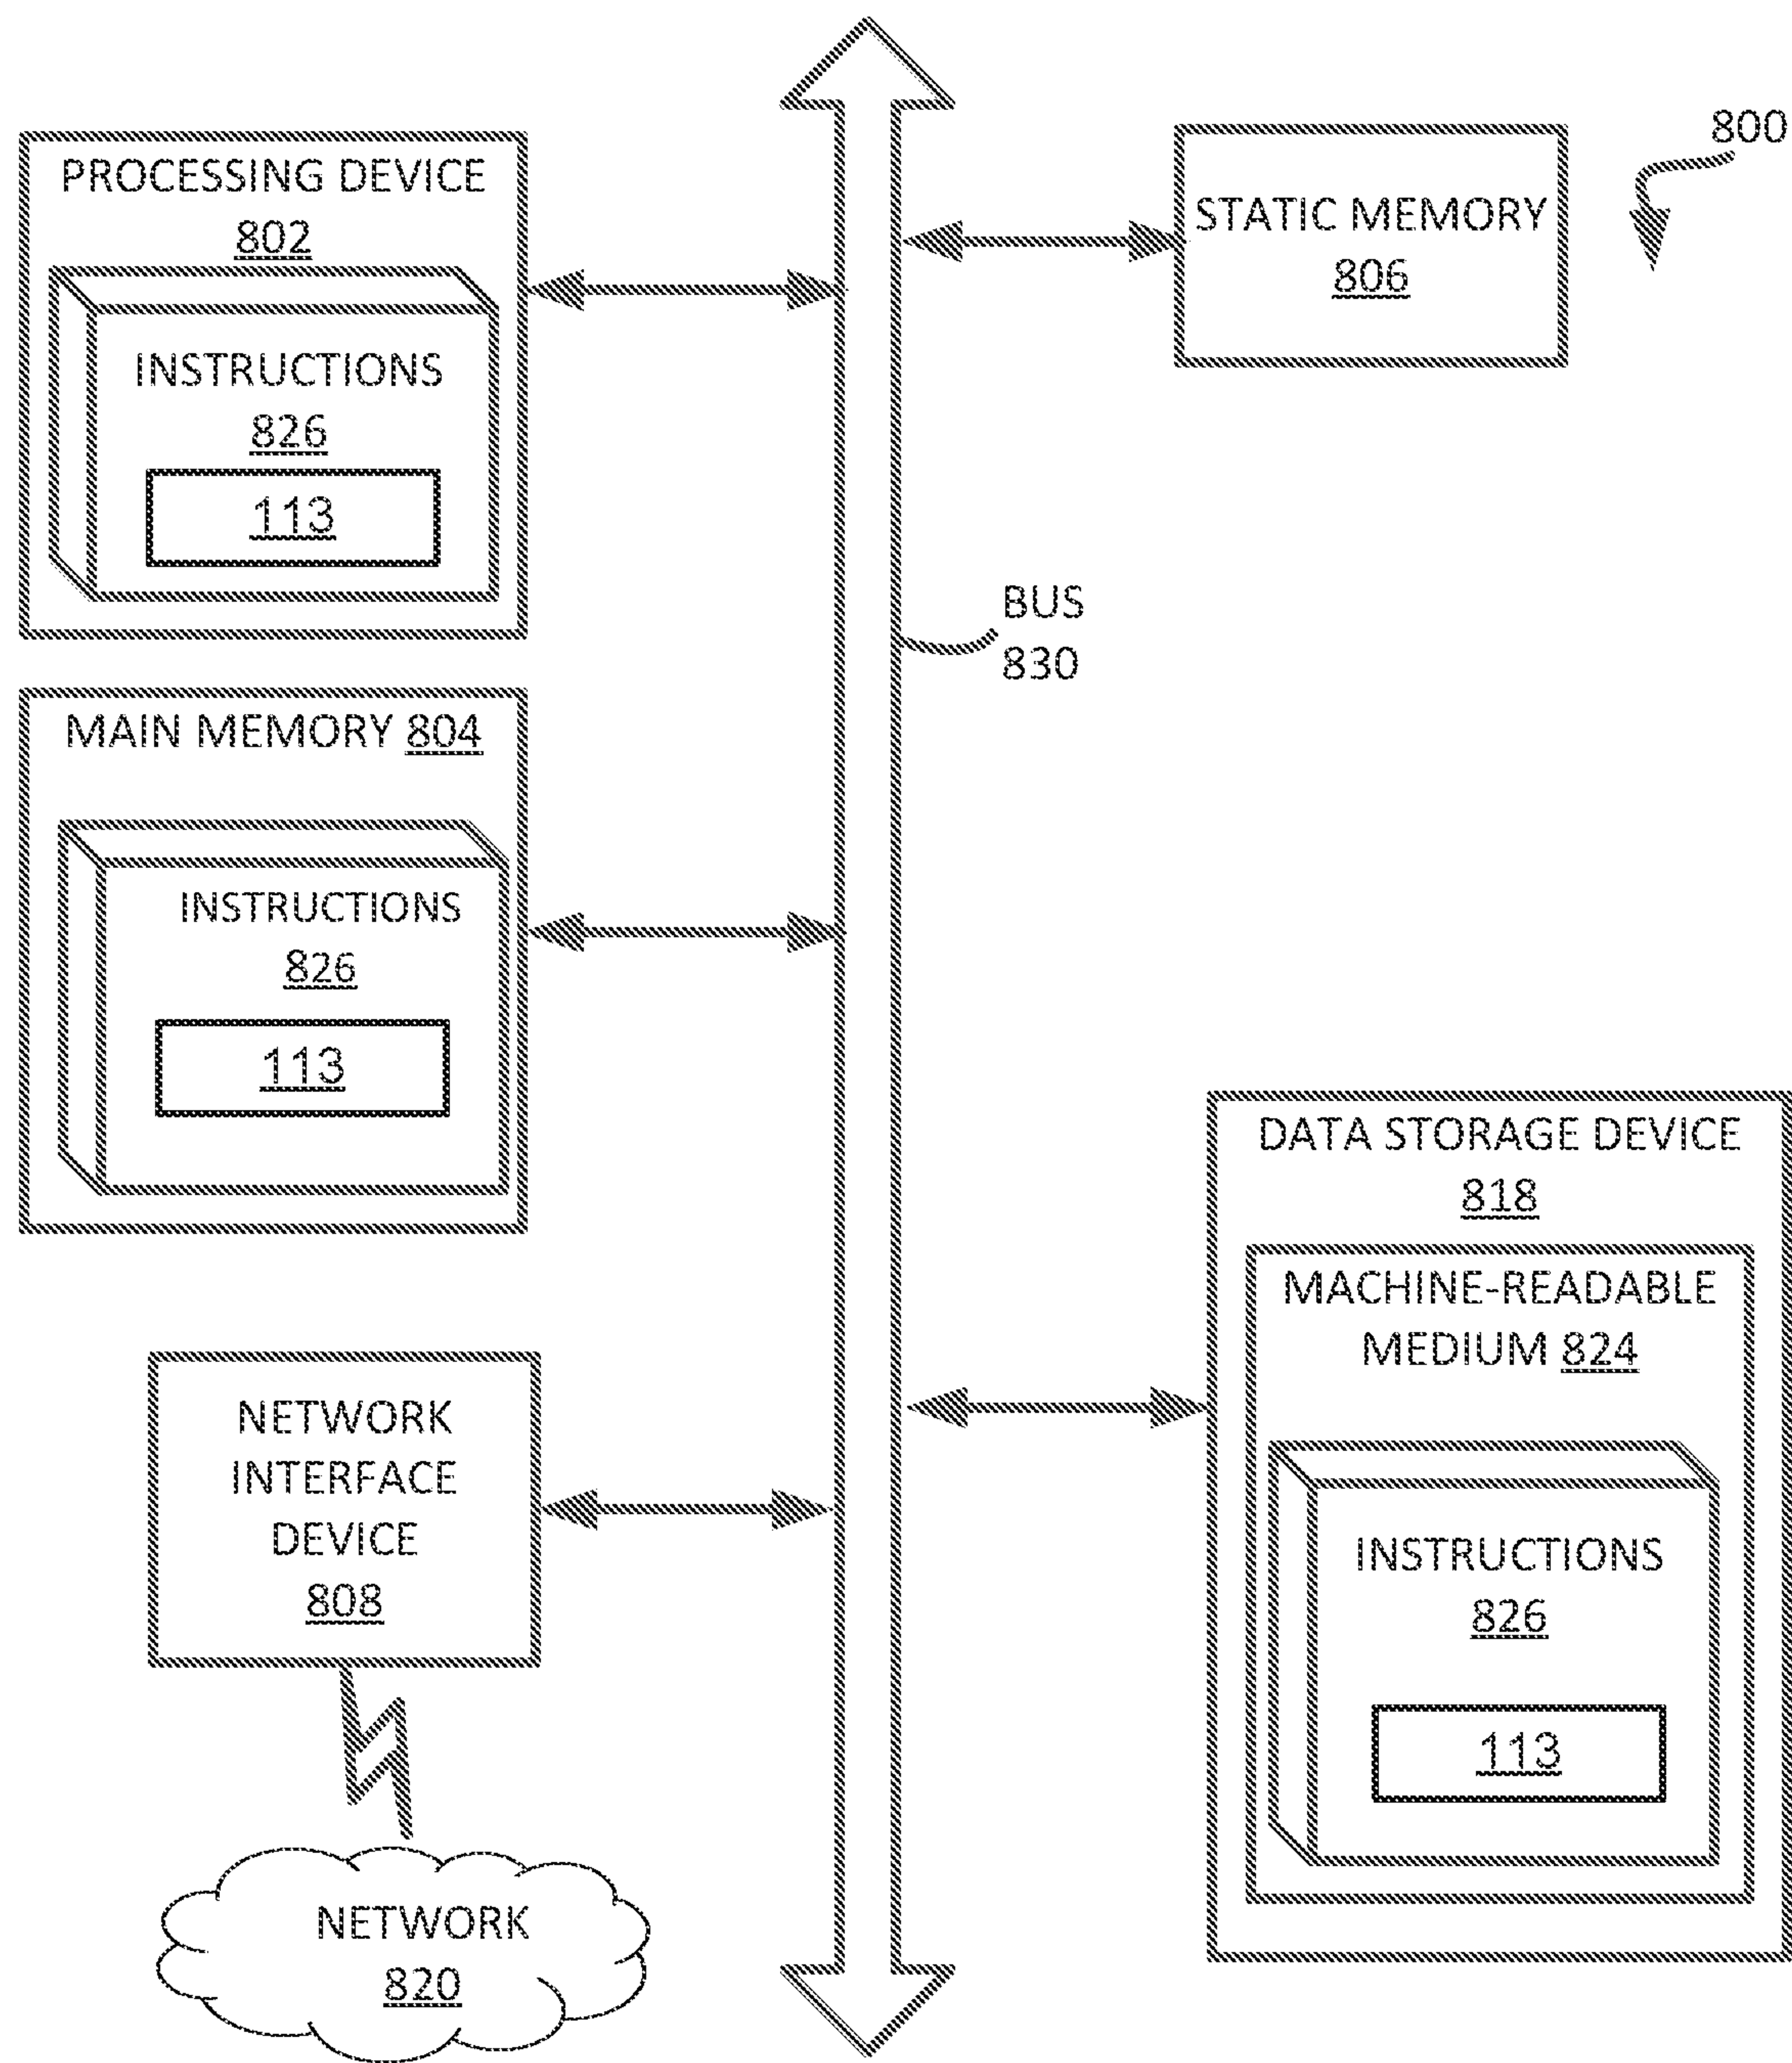 800
PROCESSING DEVICE
802
INSTRUCTIONS
826
113
STATIC MEMORY
806
BUS
830
MAIN MEMORY 804
INSTRUCTIONS
826
113
DATA STORAGE DEVICE
818
MACHINE-READABLE
MEDIUM 824
INSTRUCTIONS
826
113
NETWORK
INTERFACE
DEVICE
808
NETWORK
820